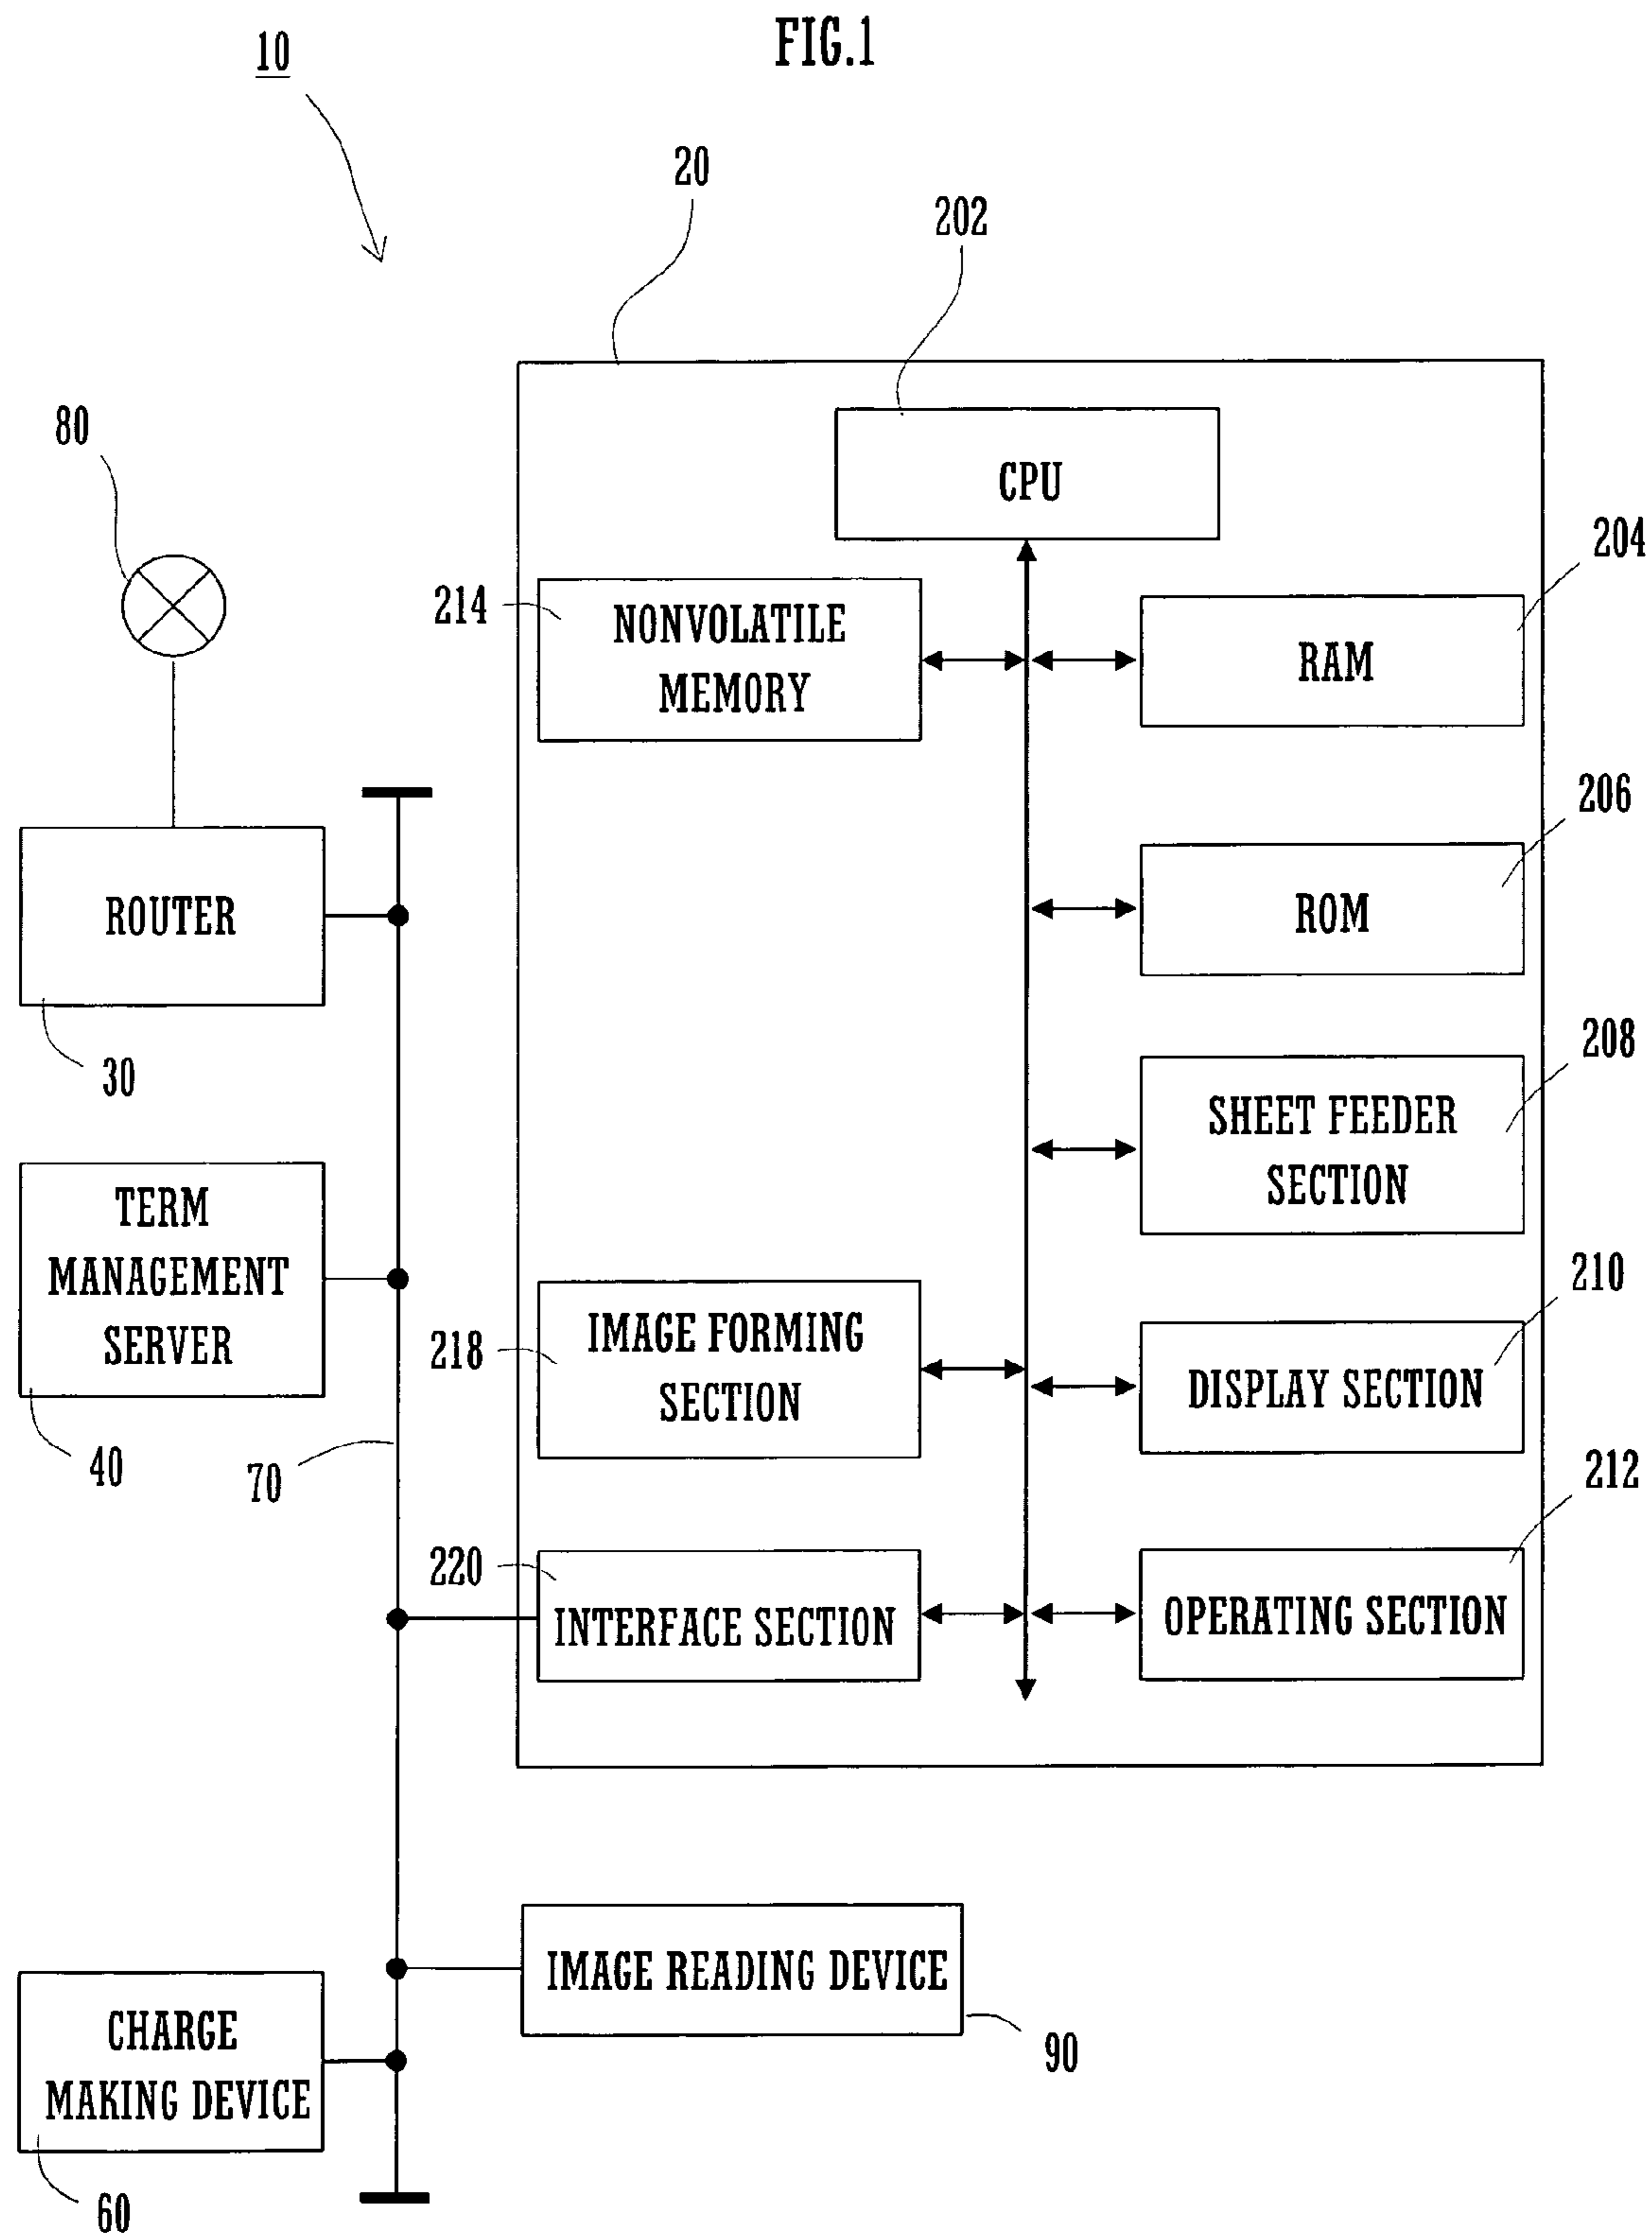 FIG.1
10
20
202
80
CPU
204
214
NONVOLATILE
MEMORY
RAM
206
ROUTER
ROM
30
208
SHEET FEEDER
SECTION
TERM
MANAGEMENT
SERVER
40
70
218
IMAGE FORMING
SECTION
210
DISPLAY SECTION
212
220
INTERFACE SECTION
OPERATING SECTION
IMAGE READING DEVICE
90
CHARGE
MAKING DEVICE
60